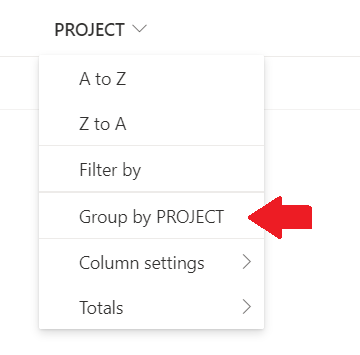 PROJECT
A to Z
Z to A
Filter by
Group by PROJECT
Column settings
Totals